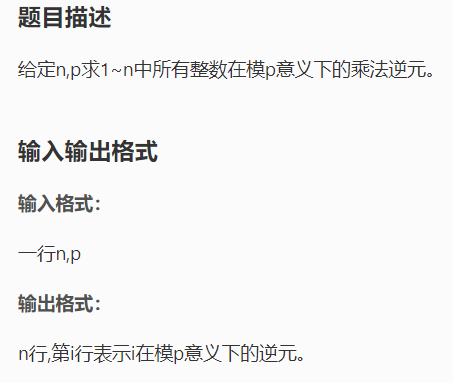 题目描述
给定n,p求1~n中所有整数在模p意义下的乘法逆元。
输入输出格式
输入格式：
一行n,p
输出格式：
n行,第i行表示i在模p意义下的逆元。